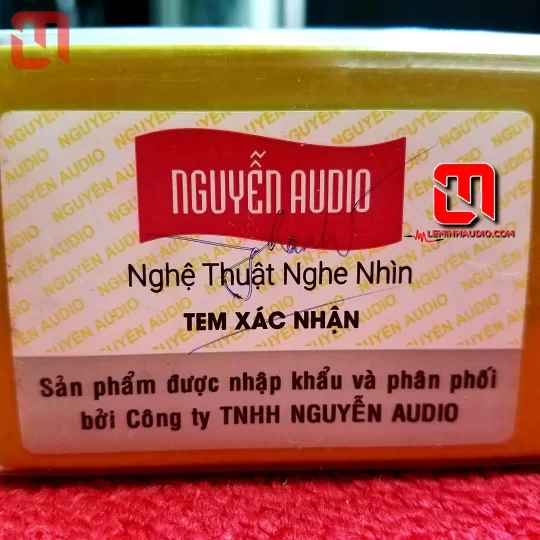 NGUYỄN AUDIO
LENINHAUDIO.COM
Nghệ Thuật Nghe Nhìn
TEM XÁC NHẬN
Sản phẩm được nhập khẩu và phân phối
bởi Công ty TNHH NGUYỄN AUDIO